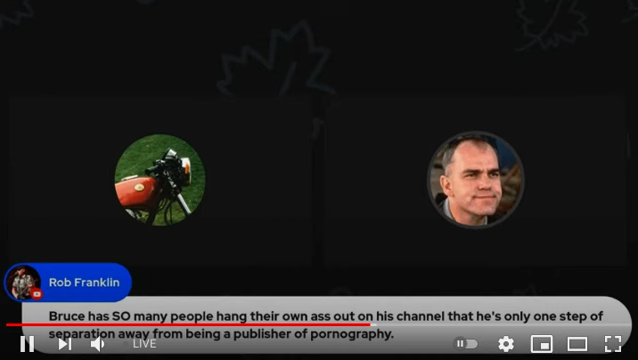 Rob Franklin
Bruce has SO many people hang their own ass out on his channel that he's only one step of
separation away from being a publisher of pornography.
LIVE